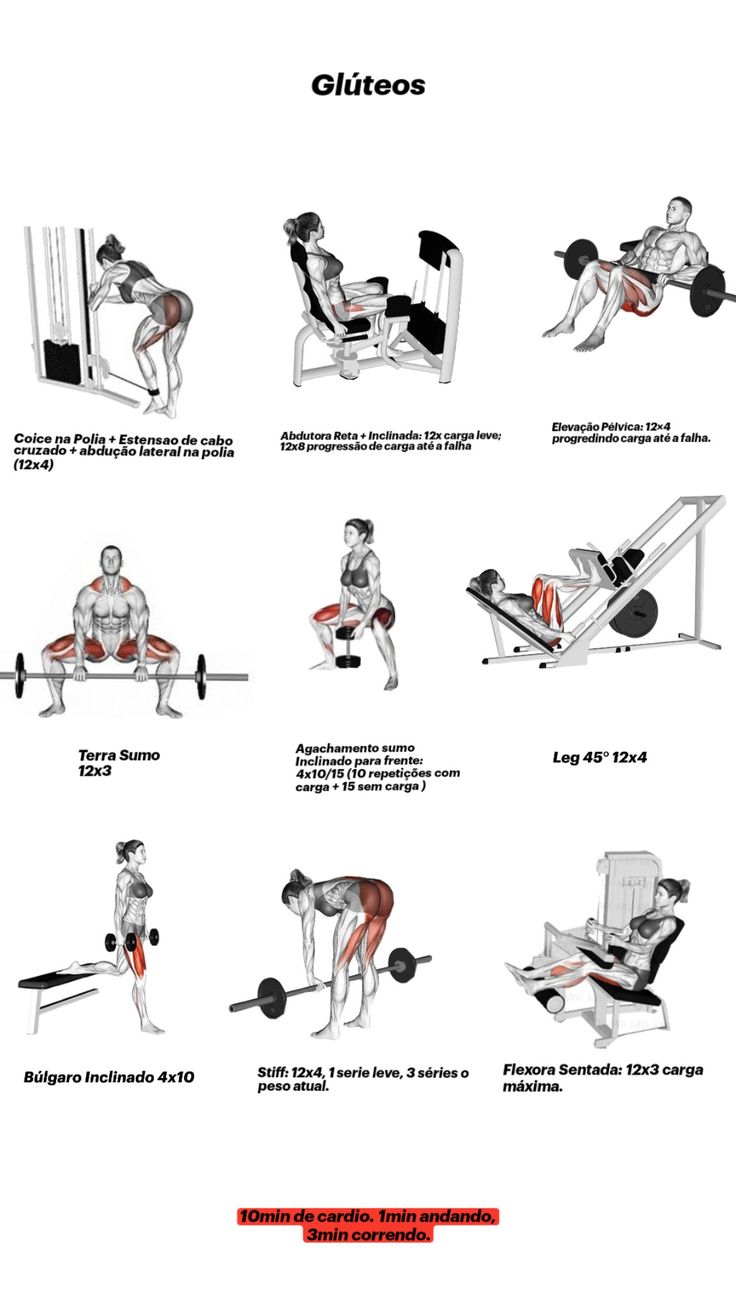 Glúteos
Coice na Polia + Estensao de cabo
cruzado + abdução lateral na polia
(12x4)
Abdutora Reta + Inclinada: 12x carga leve;
12x8 progressão de carga até a falha
Elevação Pélvica: 12×4
progredindo carga até a falha.
Terra Sumo
12x3
Agachamento sumo
Inclinado para frente:
4x10/15 (10 repetições com
carga + 15 sem carga )
Leg 45° 12x4
Búlgaro Inclinado 4x10
Stiff: 12x4, 1 serie leve, 3 séries o
peso atual.
Flexora Sentada: 12x3 carga
máxima.
10min de cardio. 1min andando,
3min correndo.